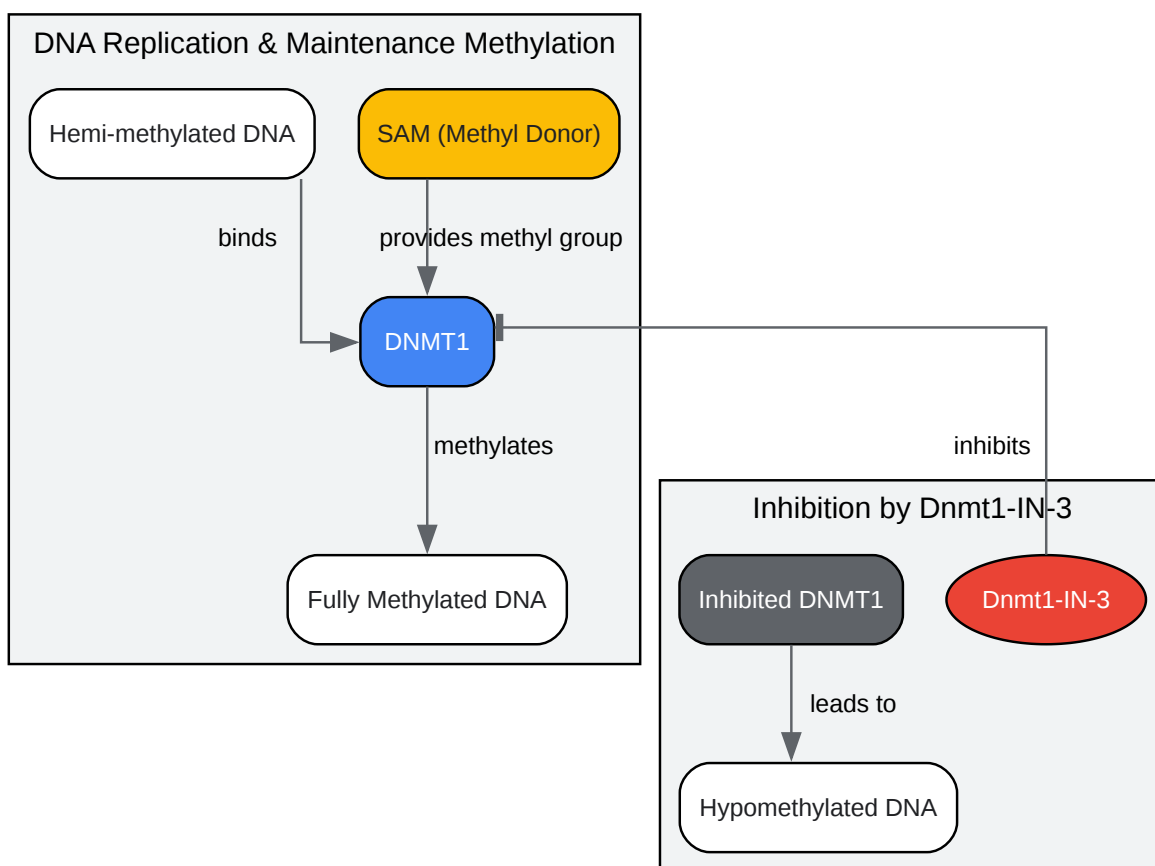 DNA Replication & Maintenance Methylation
Hemi-methylated DNA
SAM (Methyl Donor)
binds
provides methyl group
DNMT1
methylates
inhibits
Fully Methylated DNA
Inhibition by Dnmt1-IN-3
Inhibited DNMT1
Dnmt1-IN-3
leads to
Hypomethylated DNA